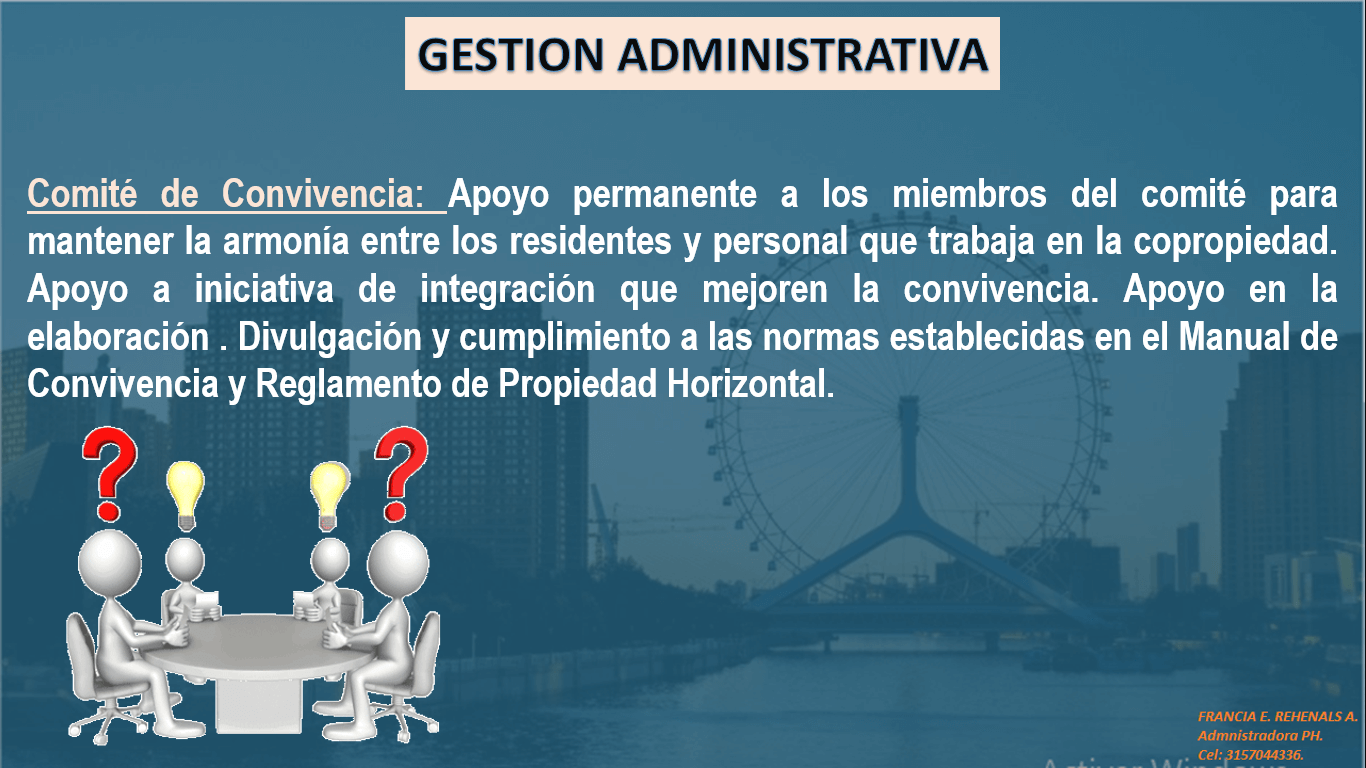 GESTION ADMINISTRATIVA
Comité de Convivencia: Apoyo permanente a los miembros del comité para
mantener la armonía entre los residentes y personal que trabaja en la copropiedad.
Apoyo a iniciativa de integración que mejoren la convivencia. Apoyo en la
elaboración . Divulgación y cumplimiento a las normas establecidas en el Manual de
Convivencia y Reglamento de Propiedad Horizontal.
FRANCIA E. REHENALS A.
Admnistradora PH.
Cel: 3157044336.